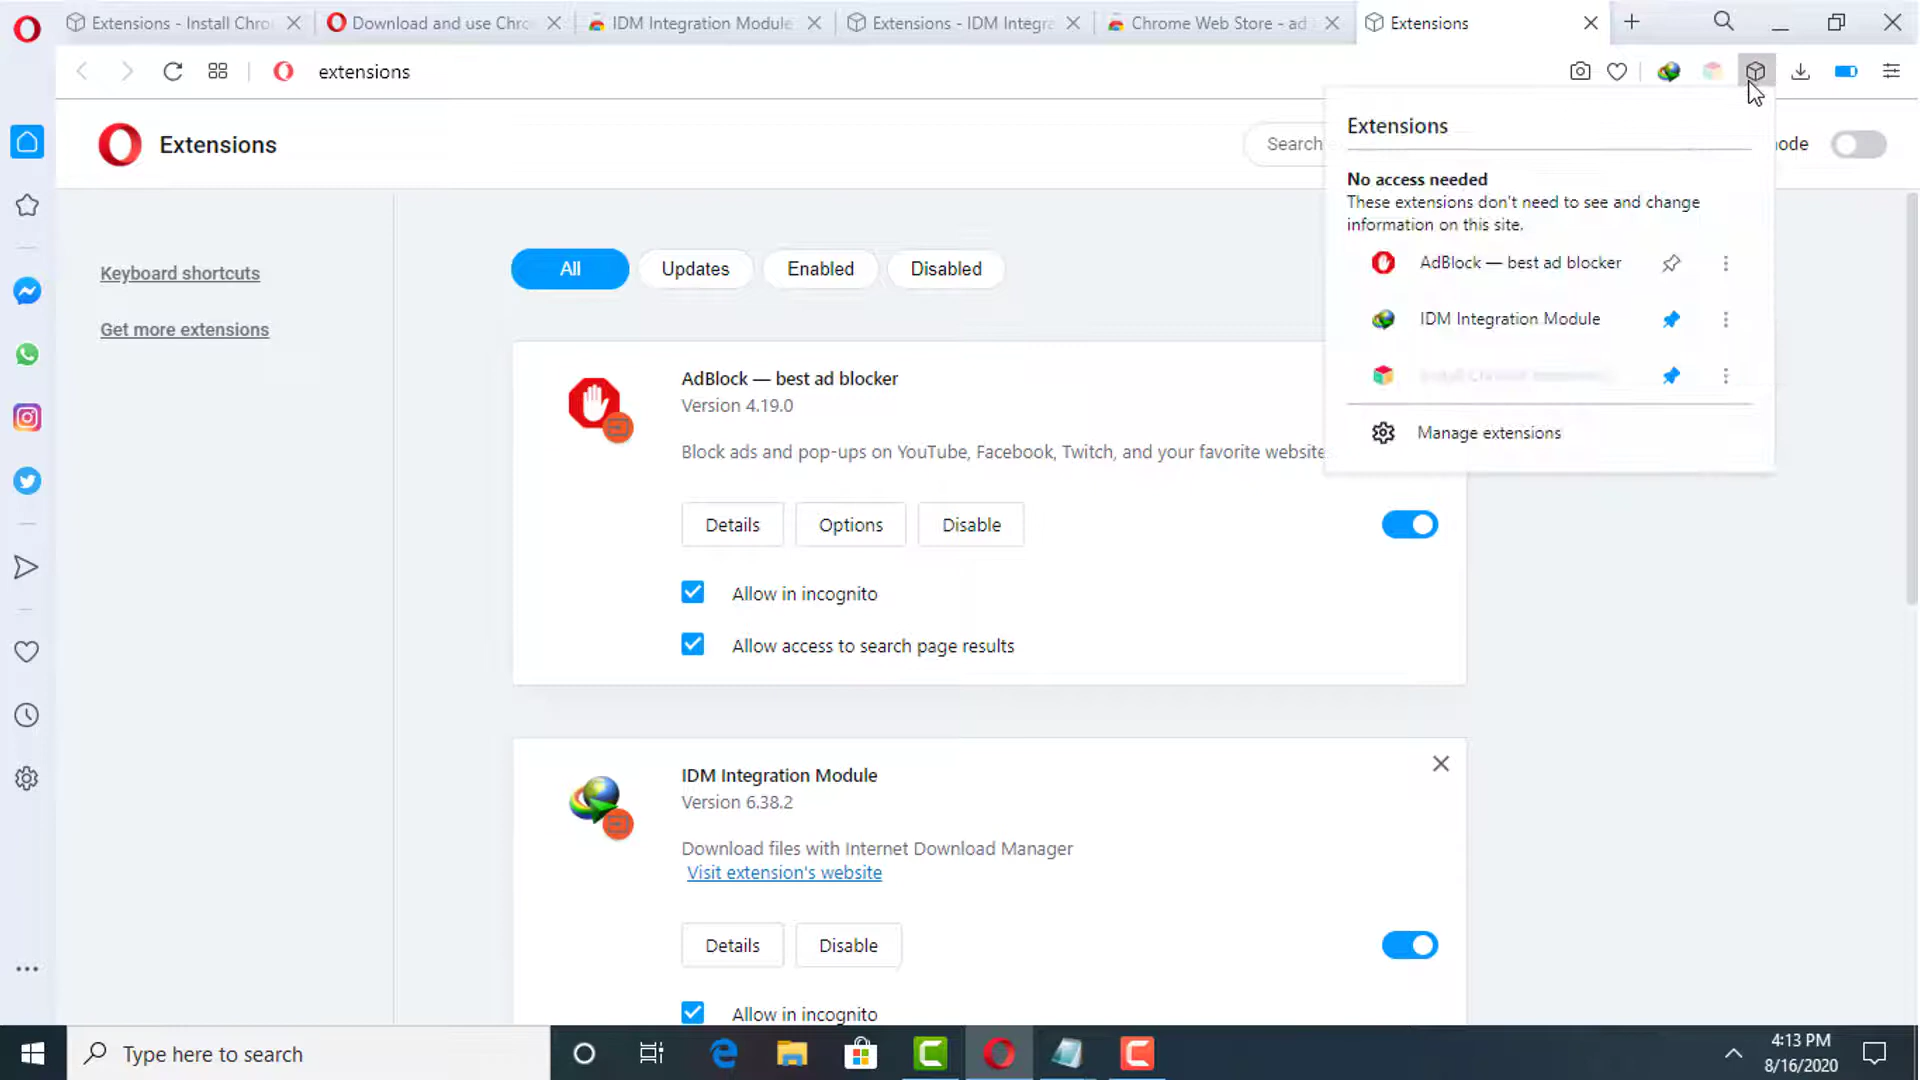 Extensions - Install Chro
Download and use Chro
IDM Integration Module
Extensions - IDM Integra
Chrome Web Store - ad
Extensions
extensions
Extensions
Search
ode
Extensions
No access needed
These extensions don't need to see and change
information on this site.
AdBlock — best ad blocker
IDM Integration Module
Manage extensions
Keyboard shortcuts
Get more extensions
All
Updates
Enabled
Disabled
AdBlock — best ad blocker
Version 4.19.0
Block ads and pop-ups on YouTube, Facebook, Twitch, and your favorite website
Details
Options
Disable
Allow in incognito
Allow access to search page results
IDM Integration Module
Version 6.38.2
Download files with Internet Download Manager
Visit extension's website
Details
Disable
Allow in incognito
Type here to search
4:13 PM
8/16/2020